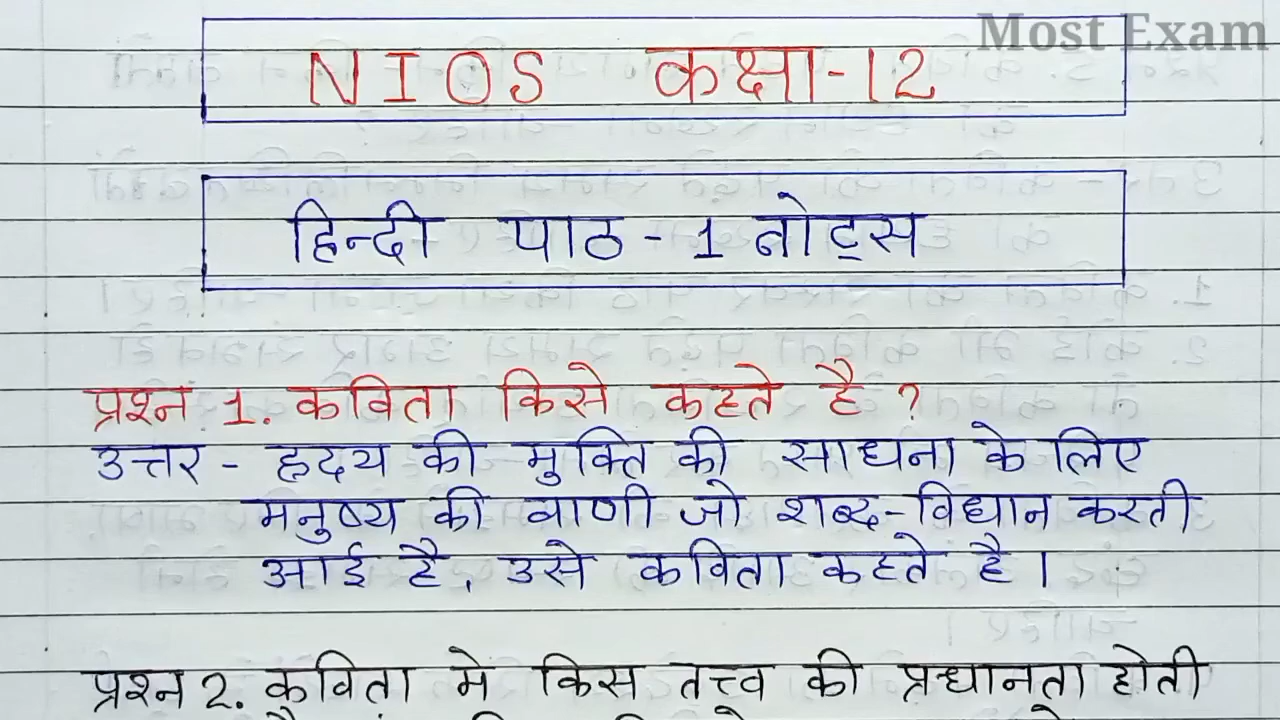 Most Exam
NIOS कक्षा-12
हिन्दी पाठ - 1 नोट्स
प्रश्न 1. कविता किसे कहते है ?
उत्तर - हृदय की मुक्ति की साधना के लिए
मनुष्य की वाणी जो शब्द-विधान करती
आई है, उसे कविता कहते है।
प्रश्न 2. कविता मे किस तत्त्व की प्रधानता होती